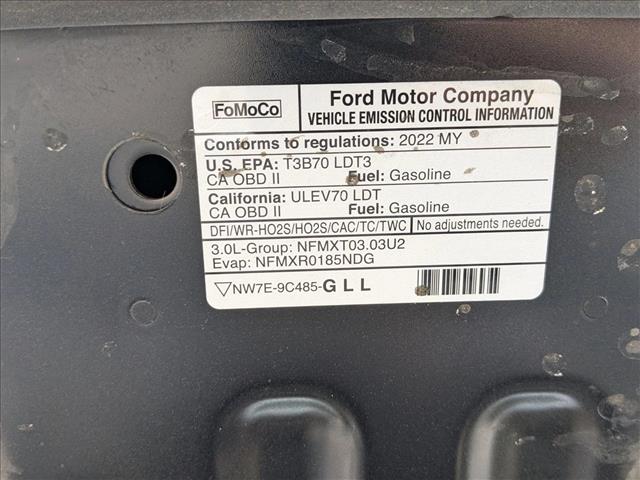 FoMoCo
Ford Motor Company
VEHICLE EMISSION CONTROL INFORMATION
Conforms to regulations: 2022 MY
U.S. EPA: T3B70 LDT3
CA OBD II Fuel: Gasoline
California: ULEV70 LDT
CA OBD II Fuel: Gasoline
DFI/WR-HO2S/HO2S/CAC/TC/TWC No adjustments needed.
3.0L-Group: NFMXT03.03U2
Evap: NFMXR0185NDG
NW7E-9C485-GLL